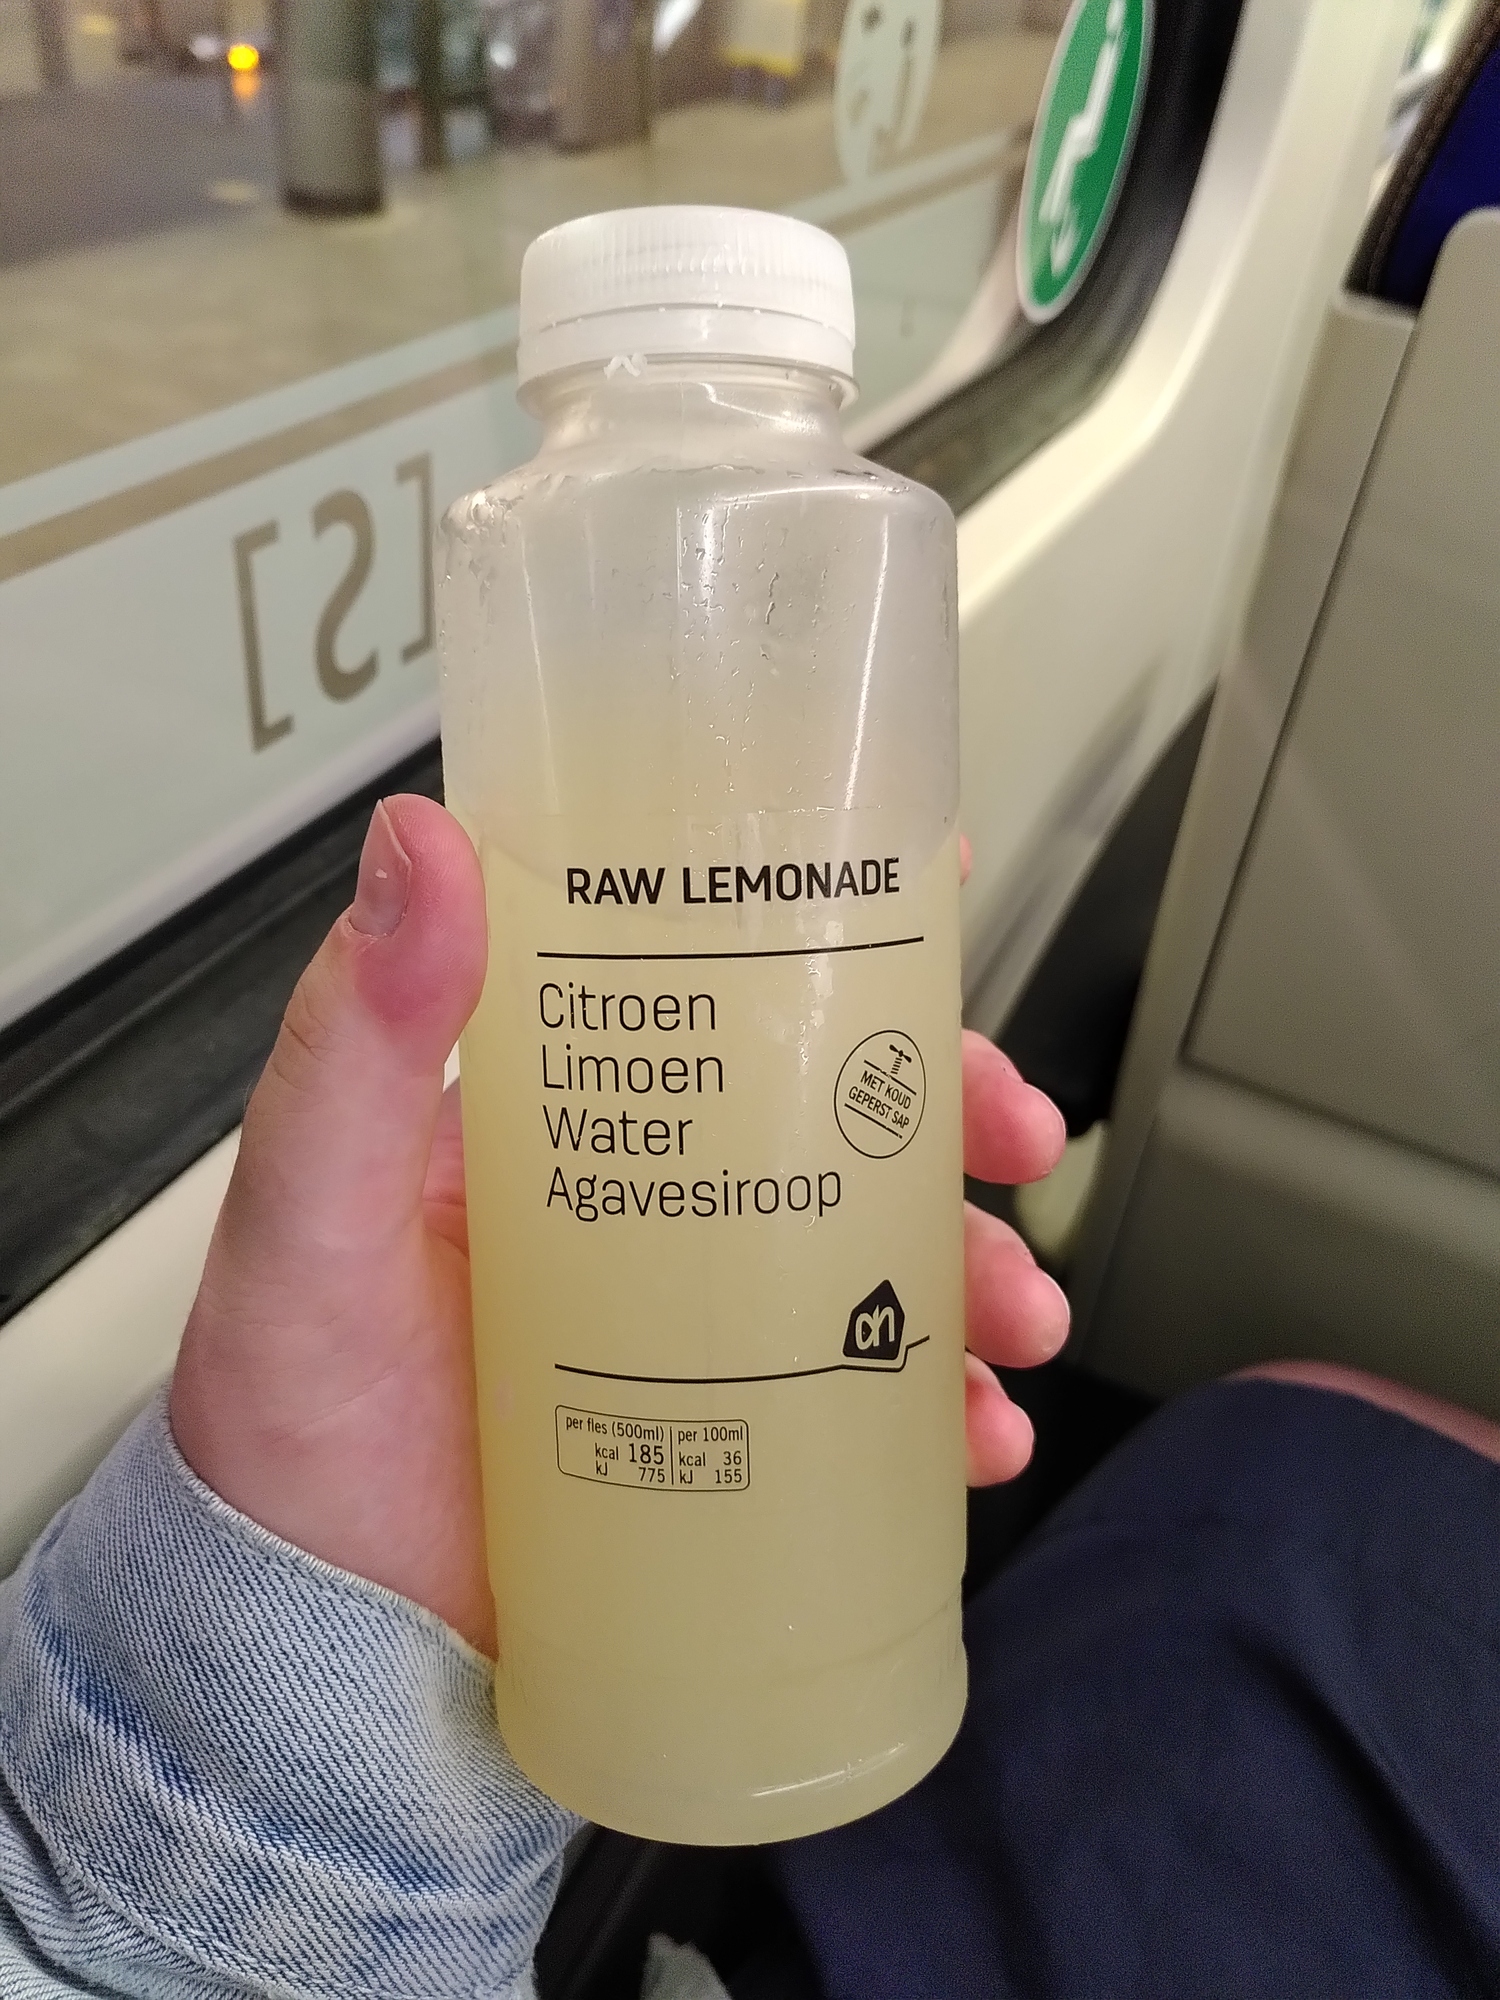 RAW LEMONADE
Citroen
Limoen
Water
Agavesiroop
MET KOUD
GEPERST SAP
ah
per fles (500ml) per 100ml
kcal 185 kcal 36
kJ 775 kJ 155
[S]